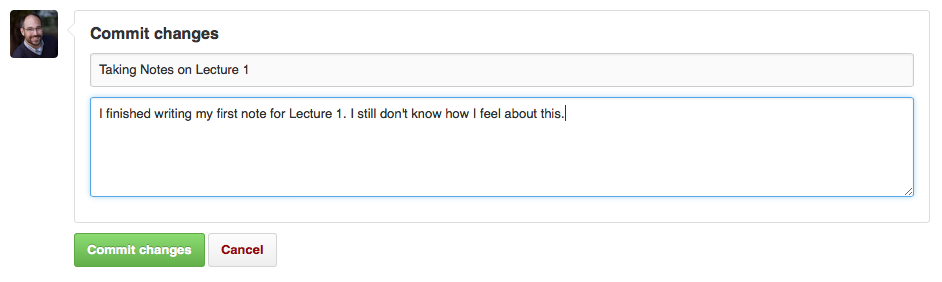 Commit changes
Taking Notes on Lecture 1
I finished writing my first note for Lecture 1. I still don't know how I feel about this.
Commit changes Cancel